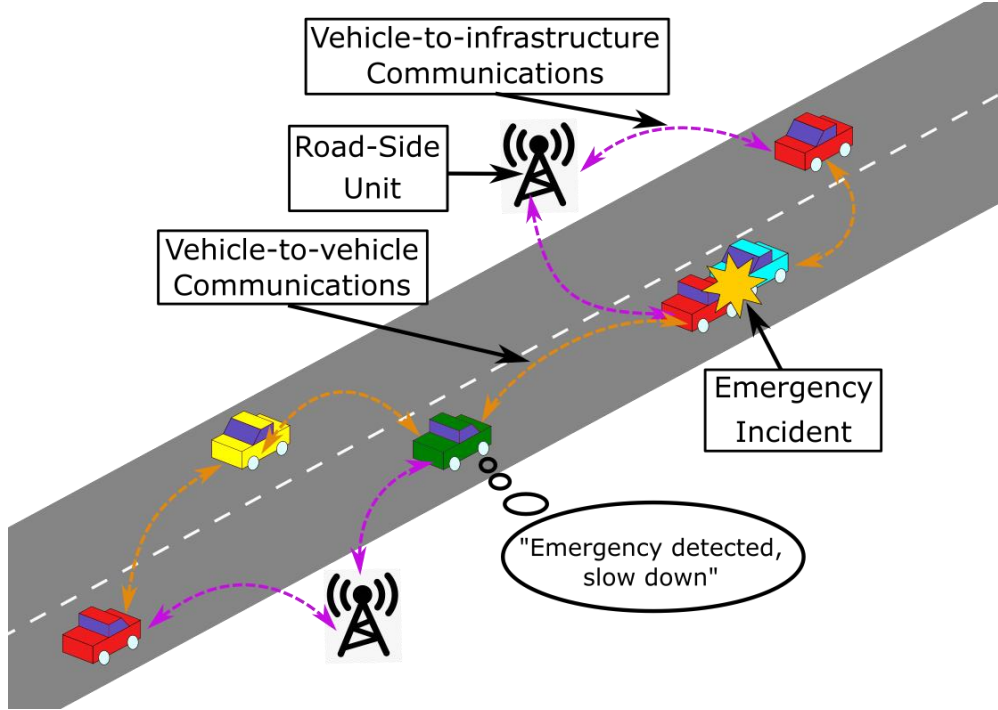 Vehicle-to-infrastructure
Communications
Road-Side
Unit
Vehicle-to-vehicle
Communications
Emergency
Incident
"Emergency detected,
slow down"